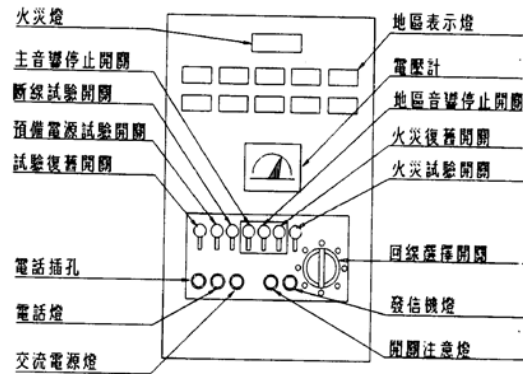 火災燈
主音響停止開關
断線試驗開關
預備電源試驗開關
試驗復舊開關
電話插孔
電話燈
交流電源燈
地區表示燈
電壓計
地區音響停止開關
火災復舊開關
火災試驗開關
回線選擇開關
發信機燈
開關注意燈